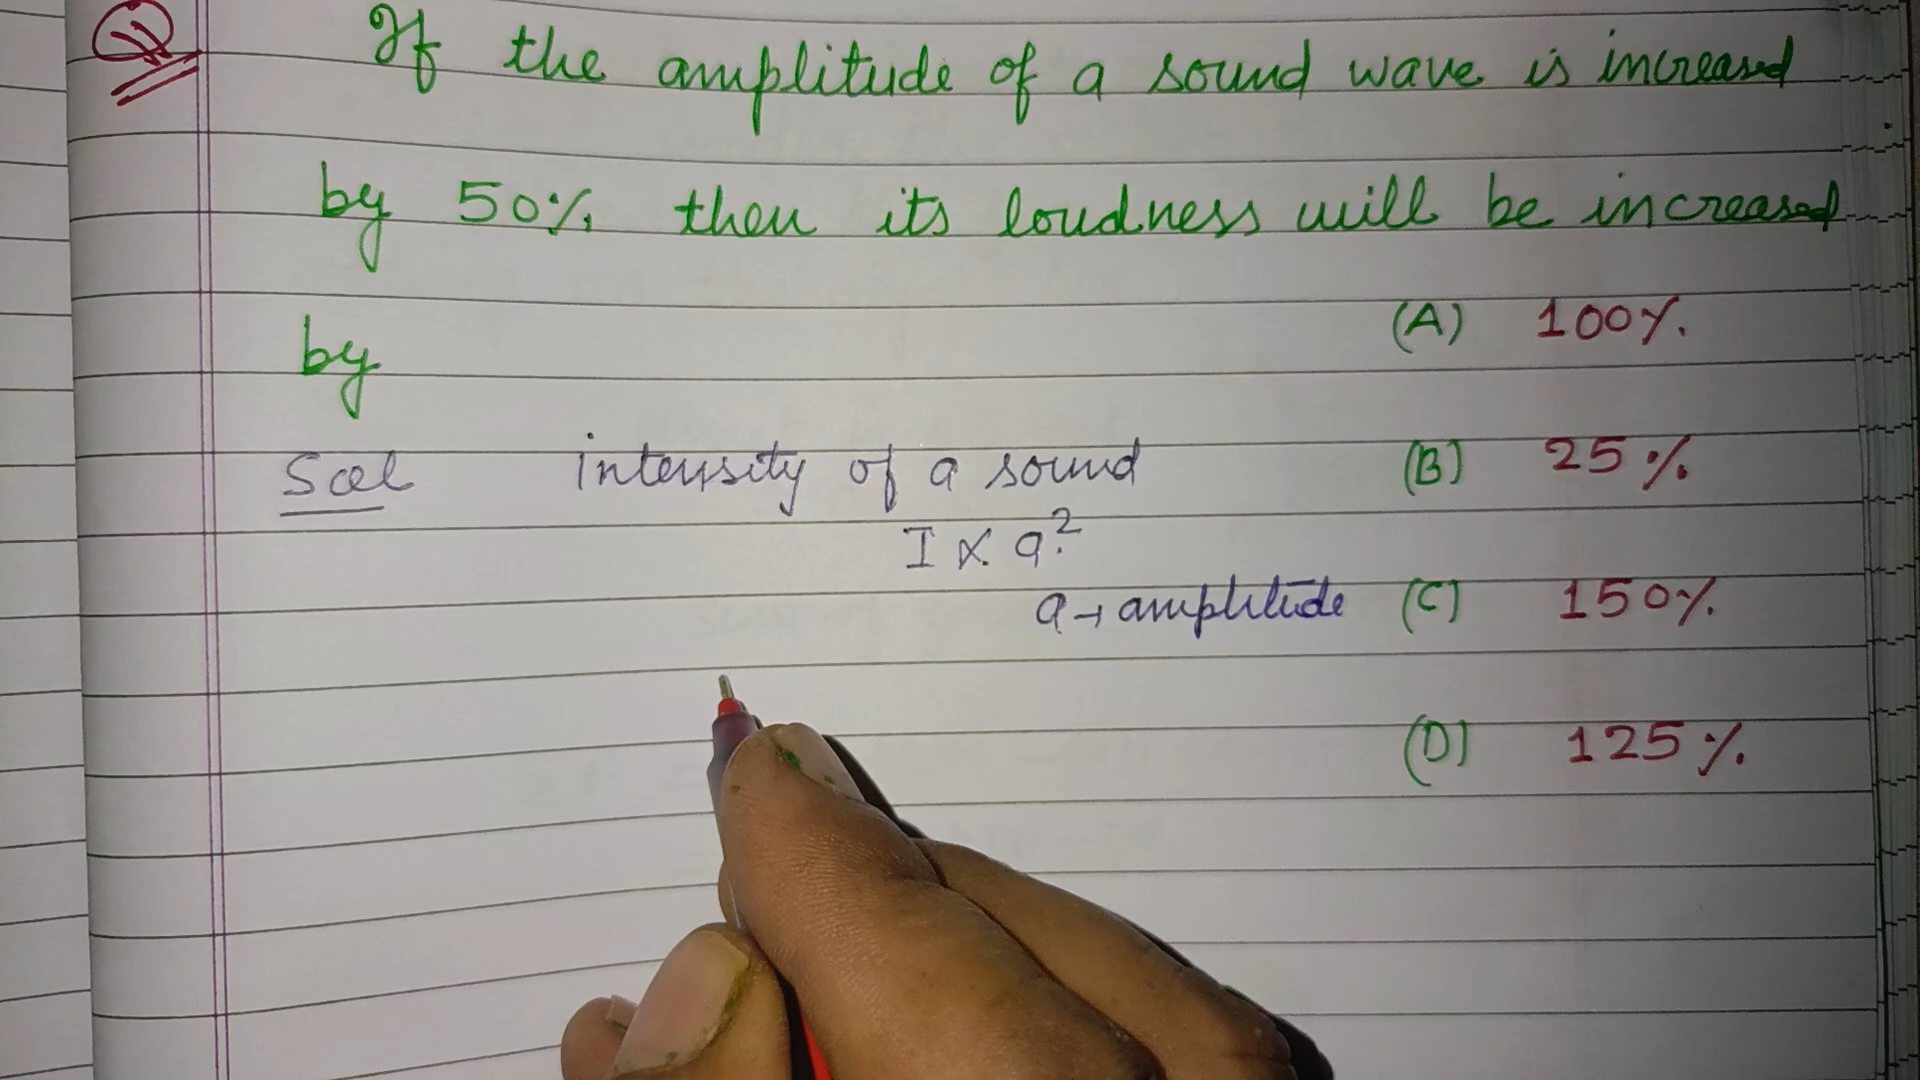 Q
If the amplitude of a sound wave is increased
by 50% then its loudness will be increased
by
(A) 100%.
Sol intensity of a sound
(B) 25%
I ∝ a².
a → amplitude
(C) 150%.
(D) 125%.